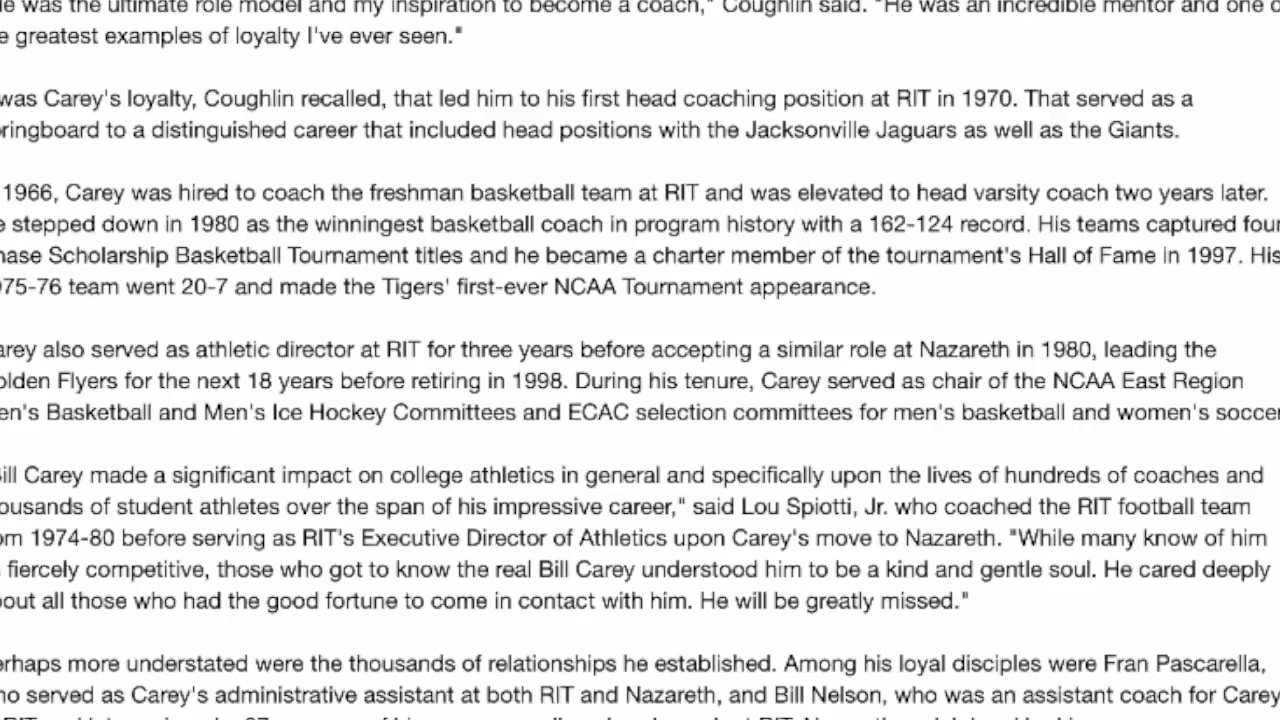 le was the ultimate role model and my inspiration to become a coach," Coughlin said. "He was an incredible mentor and one o
e greatest examples of loyalty I've ever seen."
was Carey's loyalty, Coughlin recalled, that led him to his first head coaching position at RIT in 1970. That served as a
ringboard to a distinguished career that included head positions with the Jacksonville Jaguars as well as the Giants.
1966, Carey was hired to coach the freshman basketball team at RIT and was elevated to head varsity coach two years later.
e stepped down in 1980 as the winningest basketball coach in program history with a 162-124 record. His teams captured four
hase Scholarship Basketball Tournament titles and he became a charter member of the tournament's Hall of Fame in 1997. His
975-76 team went 20-7 and made the Tigers' first-ever NCAA Tournament appearance.
arey also served as athletic director at RIT for three years before accepting a similar role at Nazareth in 1980, leading the
olden Flyers for the next 18 years before retiring in 1998. During his tenure, Carey served as chair of the NCAA East Region
en's Basketball and Men's Ice Hockey Committees and ECAC selection committees for men's basketball and women's soccer
Bill Carey made a significant impact on college athletics in general and specifically upon the lives of hundreds of coaches and
ousands of student athletes over the span of his impressive career," said Lou Spiotti, Jr. who coached the RIT football team
om 1974-80 before serving as RIT's Executive Director of Athletics upon Carey's move to Nazareth. "While many know of him
s fiercely competitive, those who got to know the real Bill Carey understood him to be a kind and gentle soul. He cared deeply
bout all those who had the good fortune to come in contact with him. He will be greatly missed."
erhaps more understated were the thousands of relationships he established. Among his loyal disciples were Fran Pascarella,
ho served as Carey's administrative assistant at both RIT and Nazareth, and Bill Nelson, who was an assistant coach for Carey